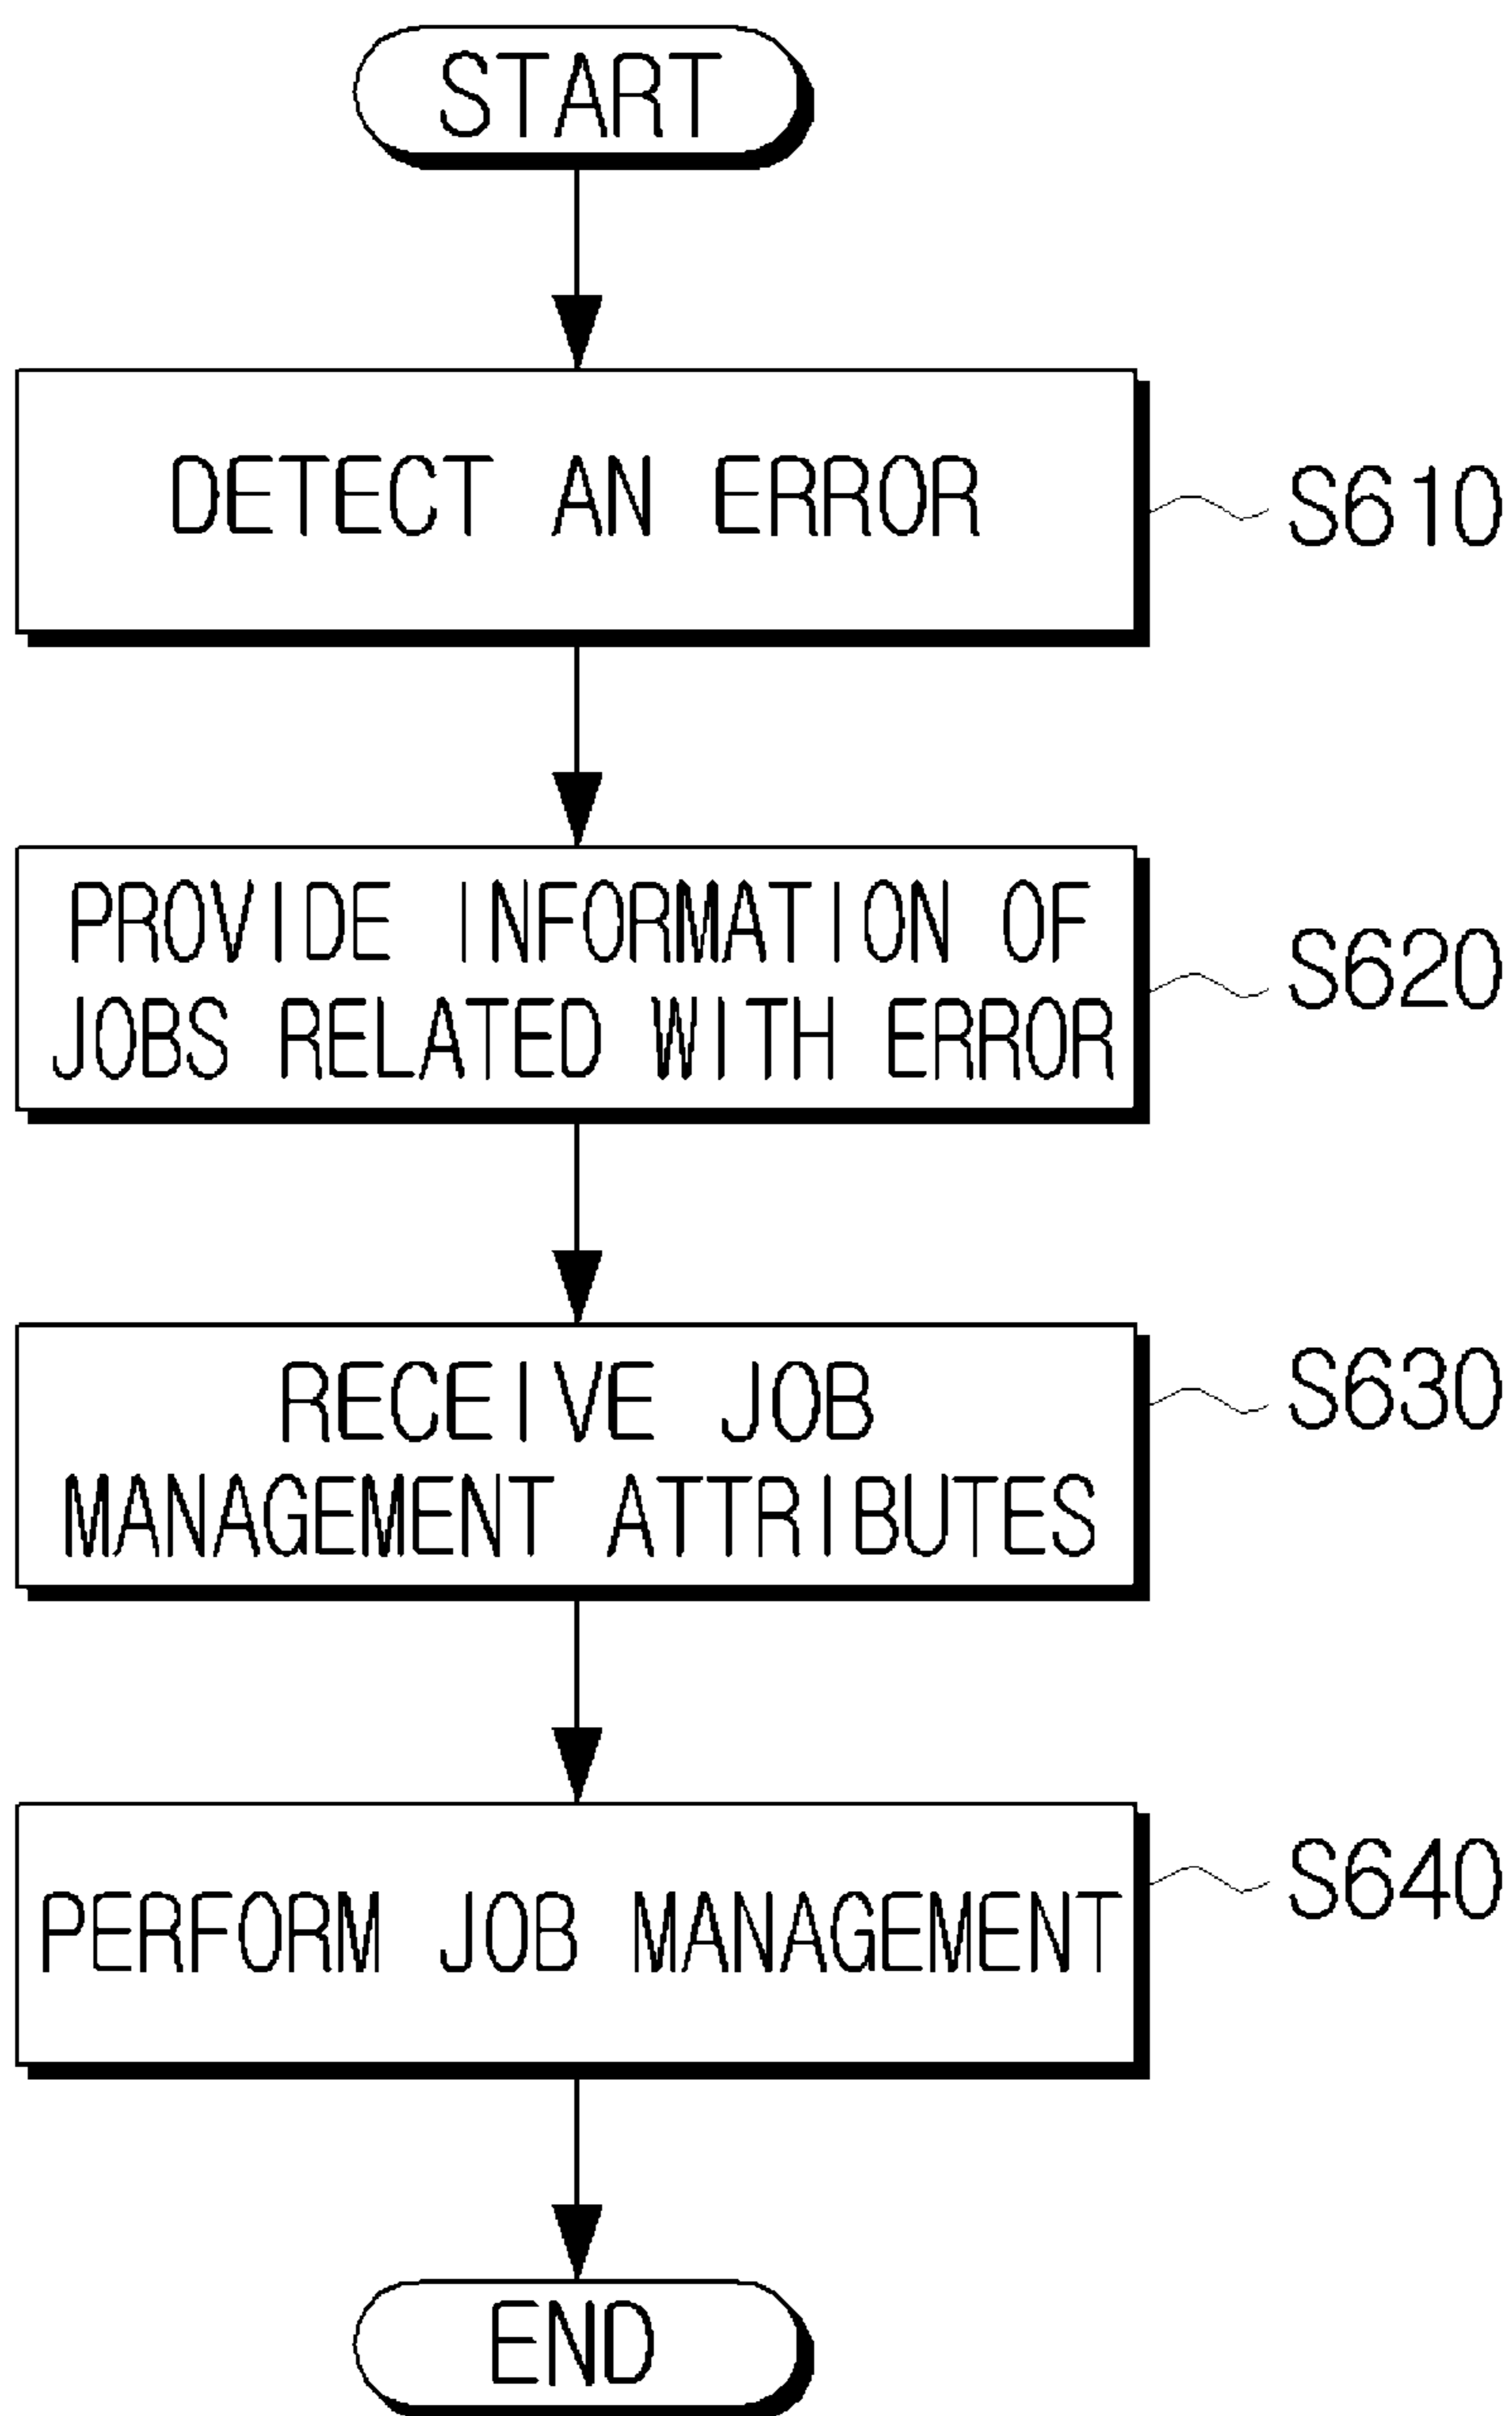 START
DETECT AN ERROR
S610
PROVIDE INFORMATION OF
JOBS RELATED WITH ERROR
S620
RECEIVE JOB
MANAGEMENT ATTRIBUTES
S630
PERFORM JOB MANAGEMENT
S640
END